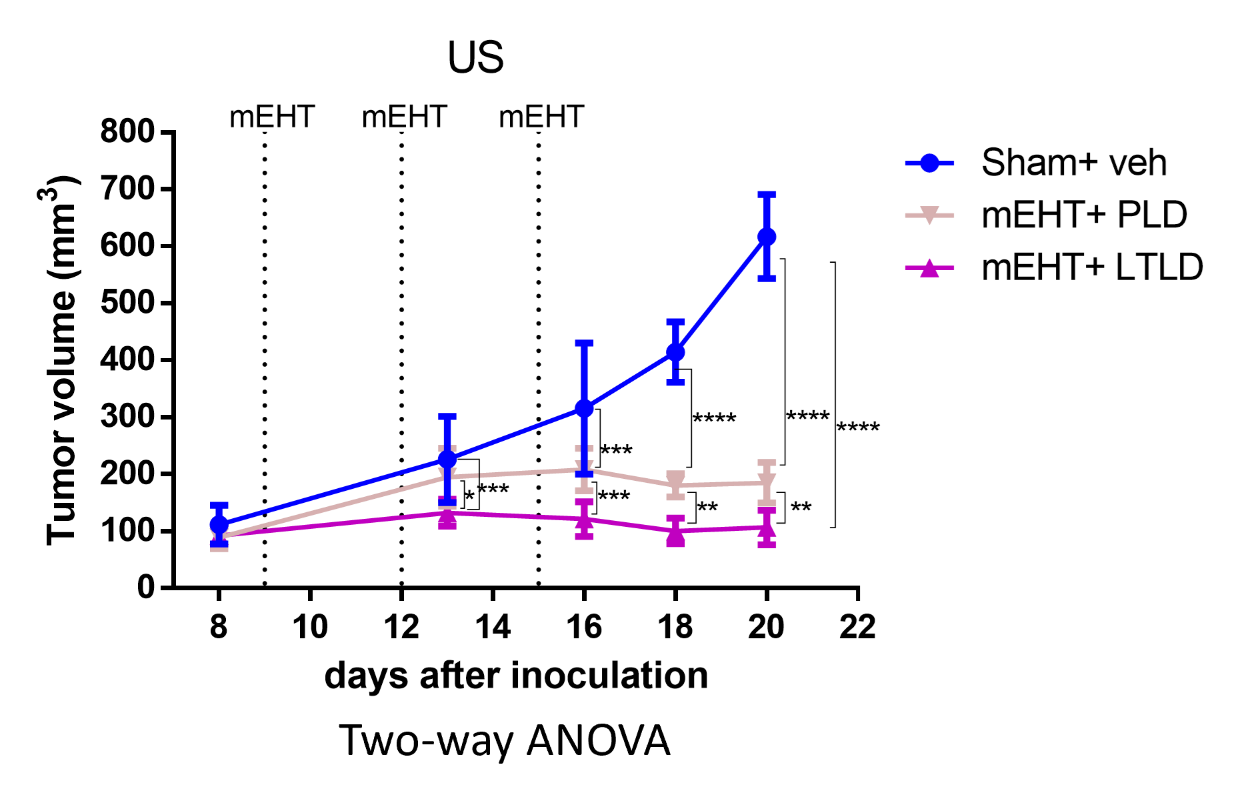 US
mEHT mEHT mEHT
800
700
600
500
400
300
200
100
0
Tumor volume (mm³)
Sham+ veh
mEHT+ PLD
mEHT+ LTLD
* *** *** *** **** ** **** ** ****
8 10 12 14 16 18 20 22
days after inoculation
Two-way ANOVA